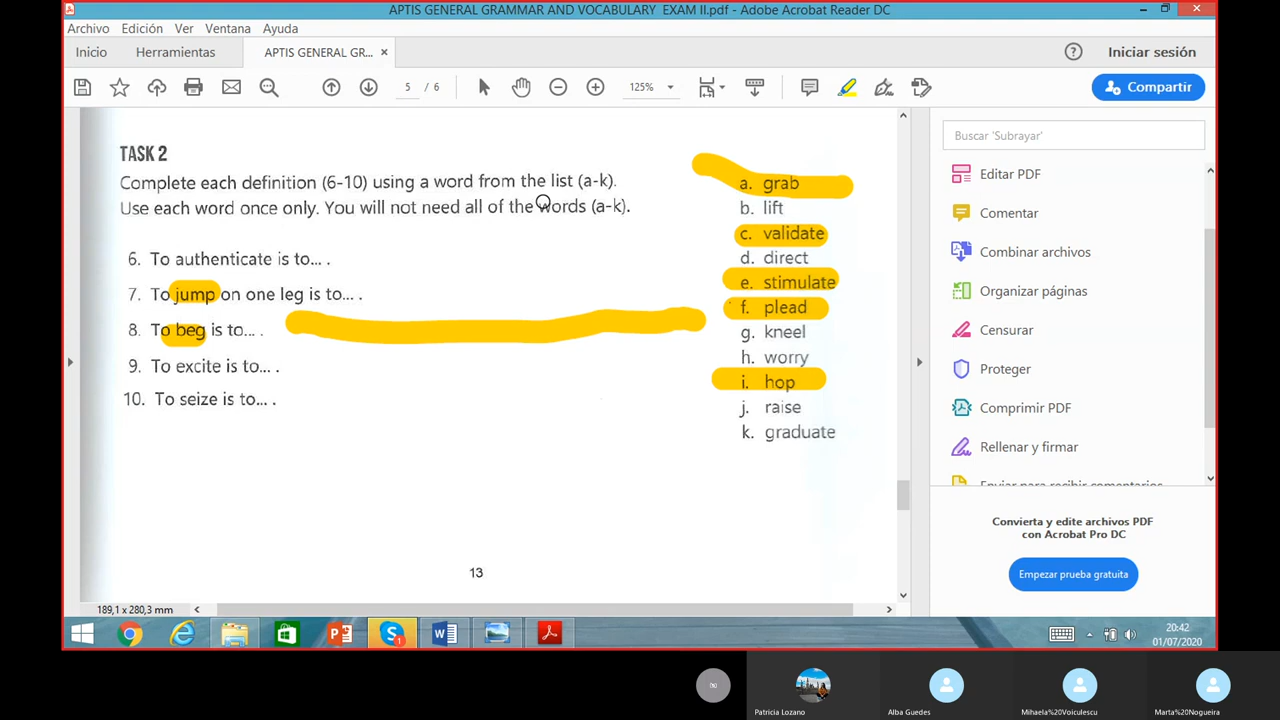 APTIS GENERAL GRAMMAR AND VOCABULARY EXAM II.pdf - Adobe Acrobat Reader DC
Archivo Edición Ver Ventana Ayuda
Inicio Herramientas APTIS GENERAL GR... × Iniciar sesión
5 / 6 125% Compartir
TASK 2
Complete each definition (6-10) using a word from the list (a-k).
Use each word once only. You will not need all of the words (a-k).
6. To authenticate is to... .
7. To jump on one leg is to... .
8. To beg is to... .
9. To excite is to... .
10. To seize is to... .
a. grab
b. lift
c. validate
d. direct
e. stimulate
f. plead
g. kneel
h. worry
i. hop
j. raise
k. graduate
13
189,1 x 280,3 mm
Buscar 'Subrayar'
Organizar PDF
Comentar
Combinar archivos
Organizar páginas
Censurar
Proteger
Comprimir PDF
Rellenar y firmar
Enviar para recibir comentarios
Convierta y edite archivos PDF
con Acrobat Pro DC
Empezar prueba gratuita
20:42
01/07/2020
Patricia Lozano
Alba Guedes
Mihaela%20Voiculescu
Marta%20Nogueira